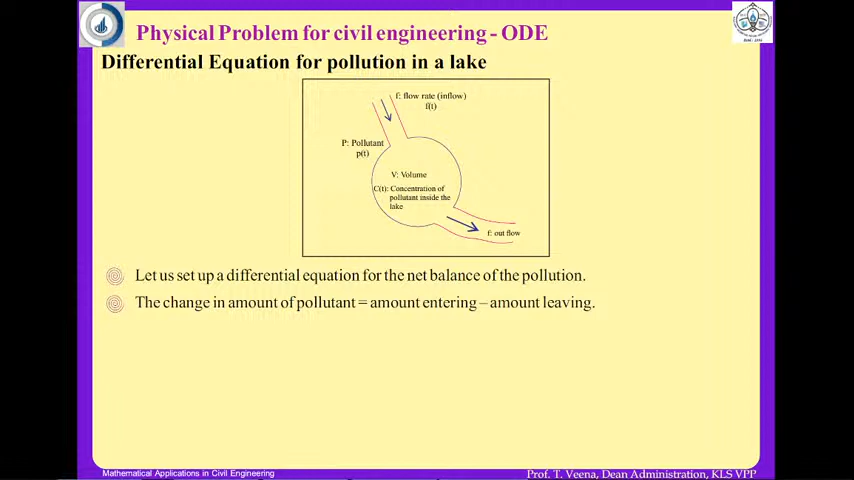 Physical Problem for civil engineering - ODE
Differential Equation for pollution in a lake
f: flow rate (inflow)
f(t)
P: Pollutant
p(t)
V: Volume
C(t): Concentration of
pollutant inside the
lake
f: out flow
Let us set up a differential equation for the net balance of the pollution.
The change in amount of pollutant = amount entering – amount leaving.
Mathematical Applications in Civil Engineering
Prof. T. Veena, Dean Administration, KLS VPP